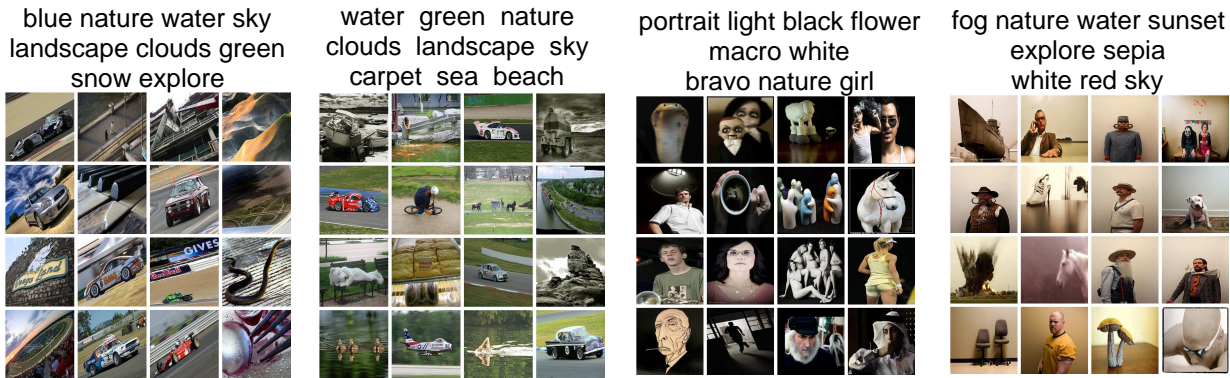 blue nature water sky
landscape clouds green
snow explore
water green nature
clouds landscape sky
carpet sea beach
portrait light black flower
macro white
bravo nature girl
fog nature water sunset
explore sepia
white red sky
GIVES